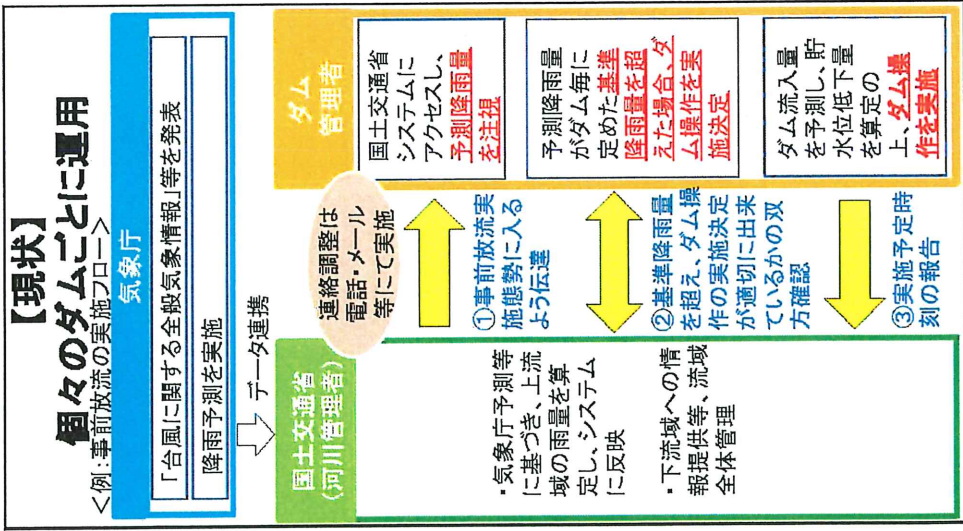 【現状】
個々のダムごとに運用
＜例：事前放流の実施フロー＞
気象庁
「台風に関する全般気象情報」等を発表
降雨予測を実施
データ連携
国土交通省
（河川管理者）
・気象庁予測等
に基づき、上流
域の雨量を算
定し、システム
に反映
・下流域への情
報提供等、流域
全体管理
連絡調整は
電話・メール
等にて実施
①事前放流実
施態勢に入る
よう伝達
②基準降雨量
を超え、ダム操
作の実施決定
が適切に出来
ているかの双
方確認
③実施予定時
刻の報告
ダム
管理者
国土交通省
システムに
アクセスし、
予測降雨量
を注視
予測降雨量
がダム毎に
定めた基準
降雨量を超
えた場合、ダ
ム操作を実
施決定
ダム流入量
を予測し、貯
水位低下量
を算定の
上、ダム操
作を実施